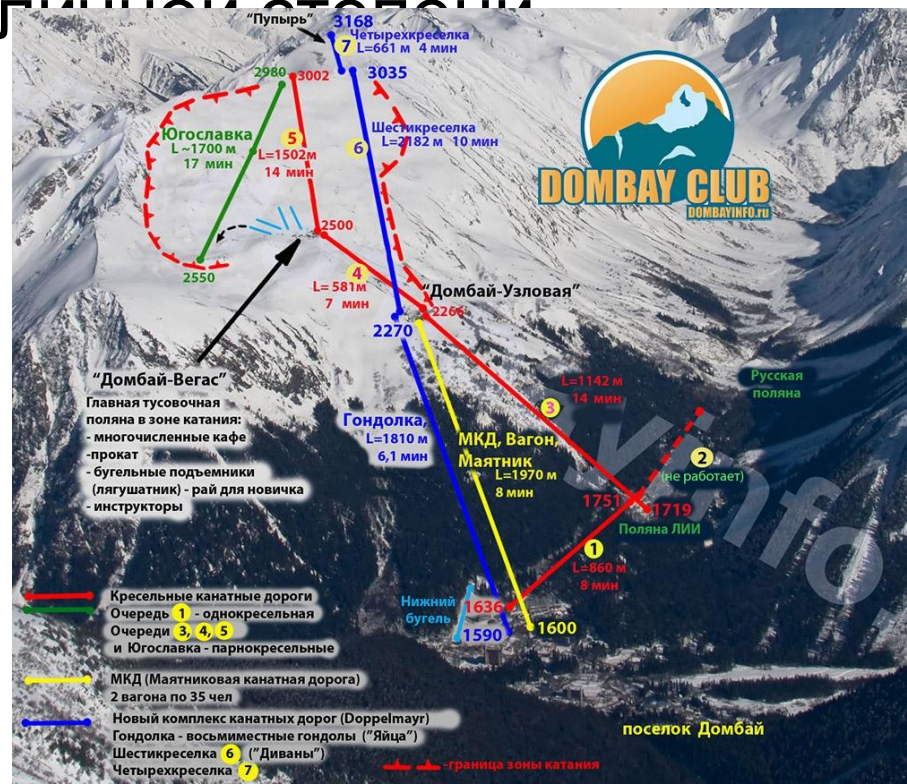 личной степени
"Пупырь"
3168
7
Четырехкреселка
L=661 м 4 мин
2980
3002
3035
Югославка
L ~1700 м
17 мин
5
L=1502м
14 мин
6
Шестикреселка
L=2182 м 10 мин
DOMBAY CLUB
DOMBAYINFO.ru
2500
2550
4
L= 581м
7 мин
"Домбай-Узловая"
2266
2270
"Домбай-Вегас"
Главная тусовочная
поляна в зоне катания:
- многочисленные кафе
-прокат
- бугельные подъемники
(лягушатник) - рай для новичка
- инструкторы
L=1142 м
14 мин
3
Русская
поляна
Гондолка,
L=1810 м
6,1 мин
МКД, Вагон,
Маятник
L=1970 м
8 мин
2
(не работает)
1751
1719
Поляна ЛИИ
1
L=860 м
8 мин
yinfo.
Нижний
бугель
1636
1590
1600
Кресельные канатные дороги
Очередь 1 - однокресельная
Очереди 3, 4, 5
и Югославка - парнокресельные
МКД (Маятниковая канатная дорога)
2 вагона по 35 чел
Новый комплекс канатных дорог (Doppelmayr)
Гондолка - восьмиместные гондолы ("Яйца")
Шестикреселка 6 ("Диваны")
Четырехкреселка 7
поселок Домбай
-граница зоны катания